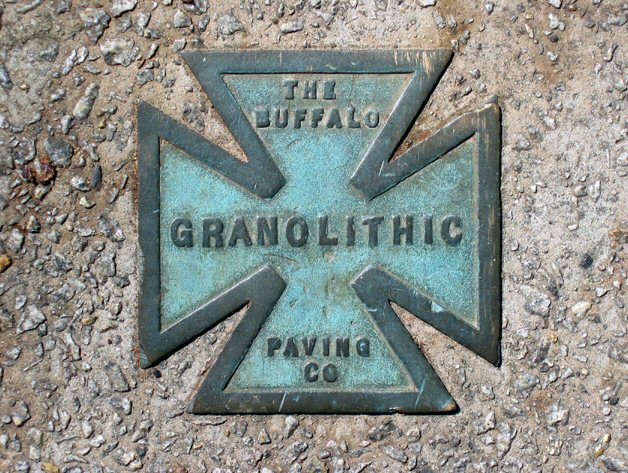 THE
BUFFALO
GRANOLITHIC
PAVING
CO